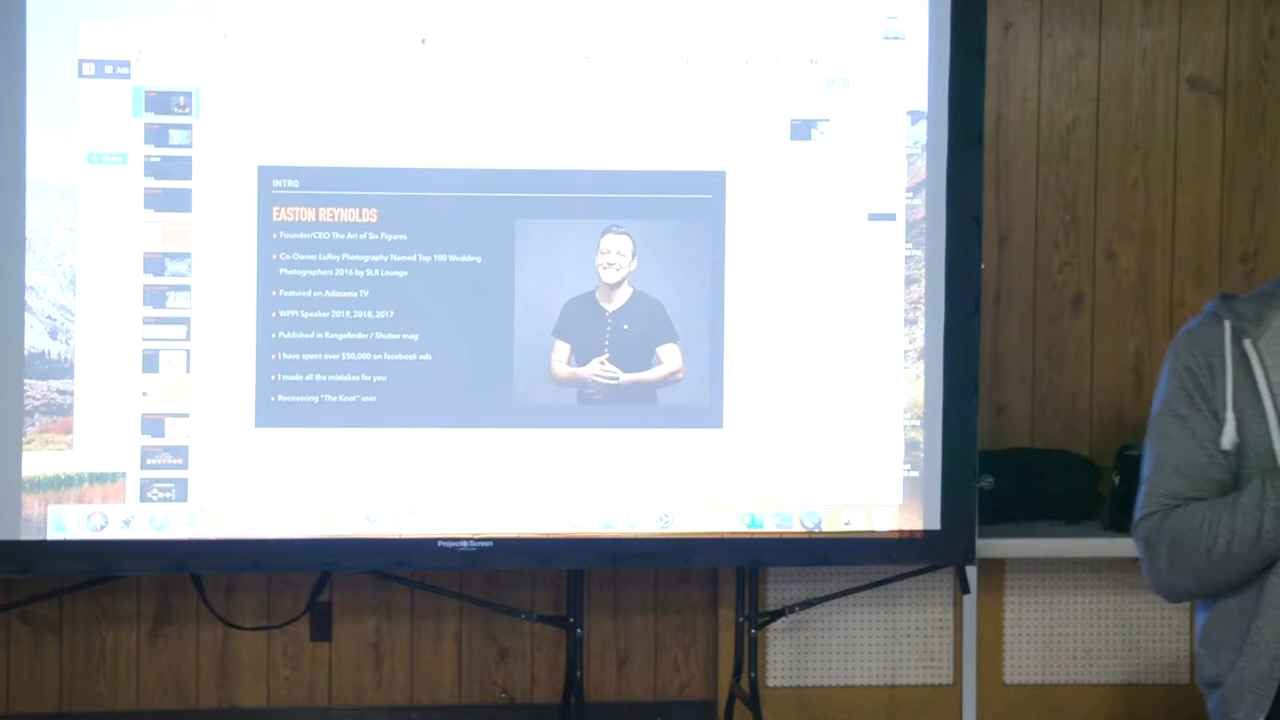 INTRO
EASTON REYNOLDS
Founder/CEO The Art of Six Figures
Co-Owner LuRey Photography Named Top 100 Wedding
Photographers 2016 by SLR Lounge
Featured on Adorama TV
WPPI Speaker 2019, 2018, 2017
Published in Rangefinder / Shutter mag
I have spent over $50,000 on facebook ads
I made all the mistakes for you
Recovering "The Knot" user